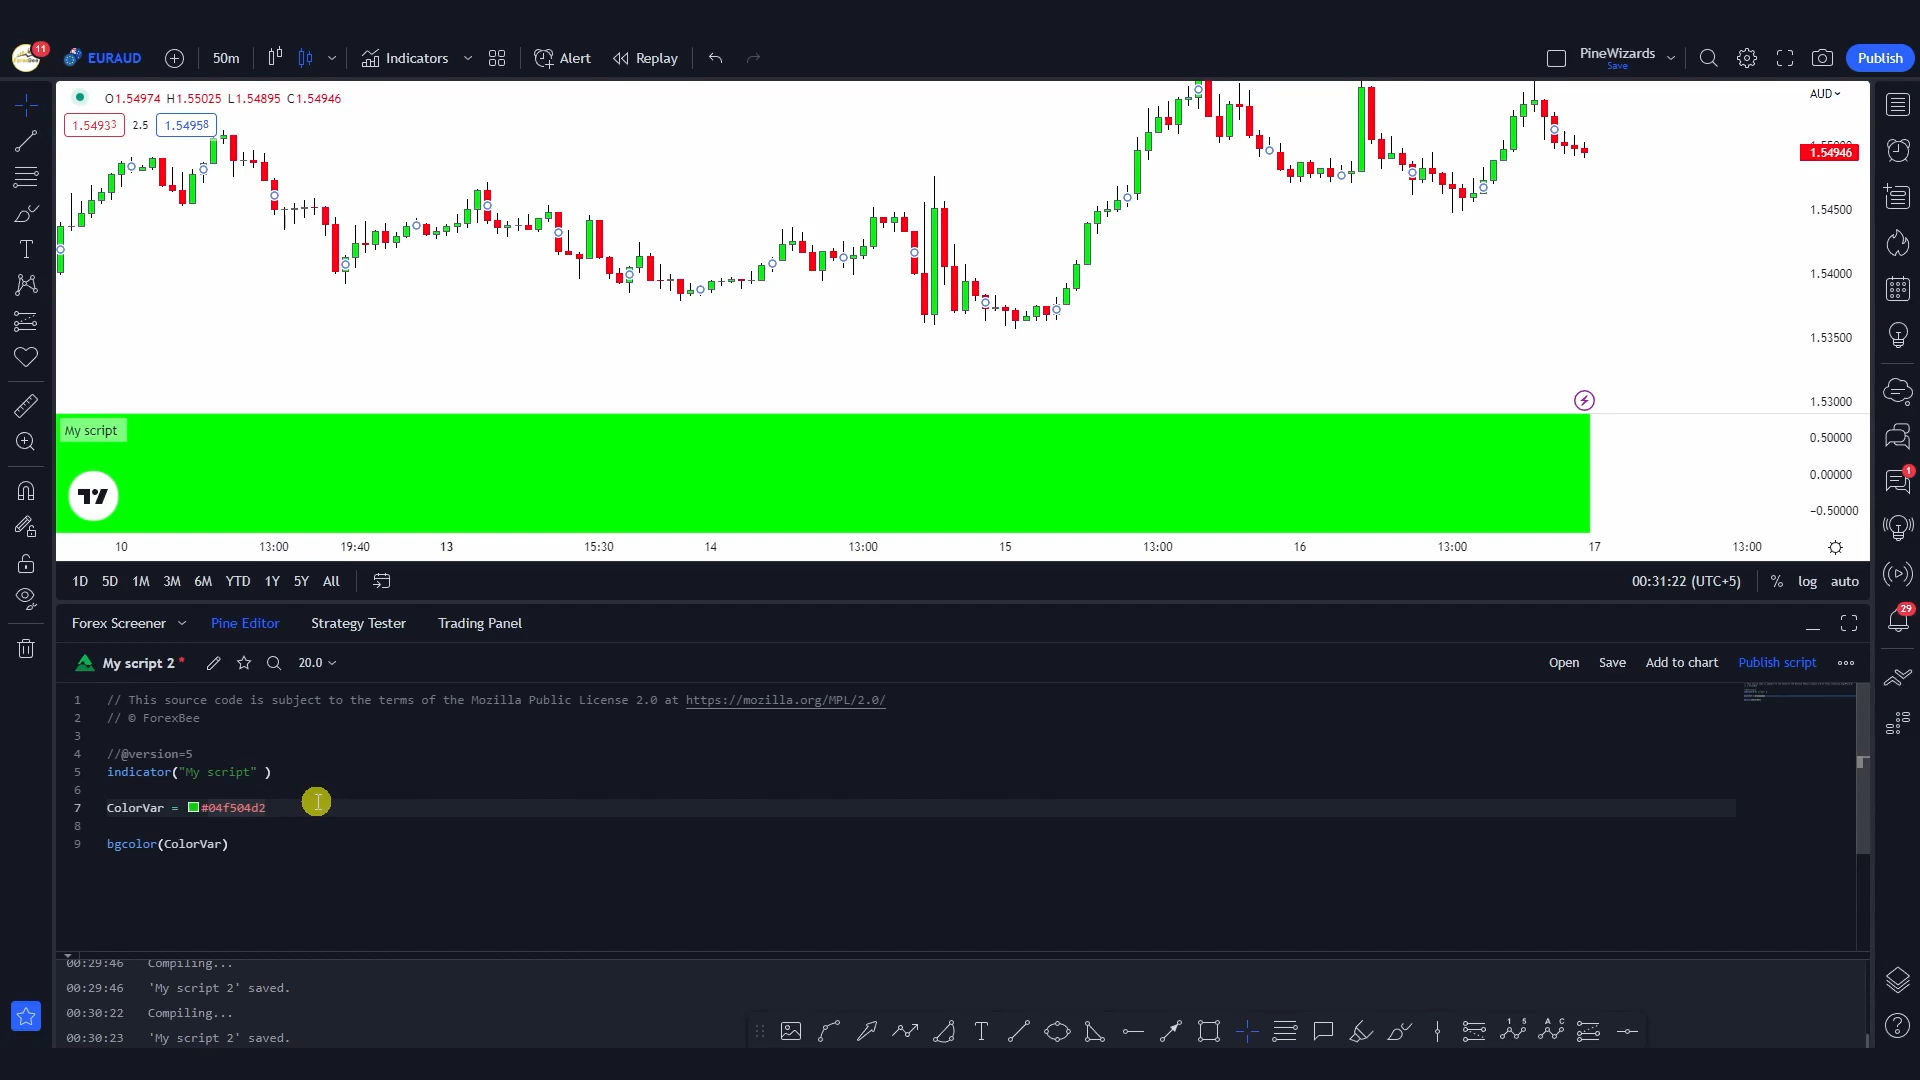 11 EURAUD 50m Indicators Alert Replay PineWizards Save Publish
O1.54974 H1.55025 L1.54895 C1.54946 AUD
1.54933 2.5 1.54958
1.54946
1.54500
1.54000
1.53500
1.53000
My script 0.50000
0.00000
−0.50000
10 13:00 19:40 13 15:30 14 13:00 15 13:00 16 13:00 17 13:00
1D 5D 1M 3M 6M YTD 1Y 5Y All 00:31:22 (UTC+5) % log auto
1
29
Forex Screener Pine Editor Strategy Tester Trading Panel
My script 2 * 20.0 Open Save Add to chart Publish script
1 // This source code is subject to the terms of the Mozilla Public License 2.0 at https://mozilla.org/MPL/2.0/
2 // © ForexBee
3
4 //@version=5
5 indicator("My script" )
6
7 ColorVar = #04f504d2
8
9 bgcolor(ColorVar)
00:29:46 Compiling...
00:29:46 'My script 2' saved.
00:30:22 Compiling...
00:30:23 'My script 2' saved.